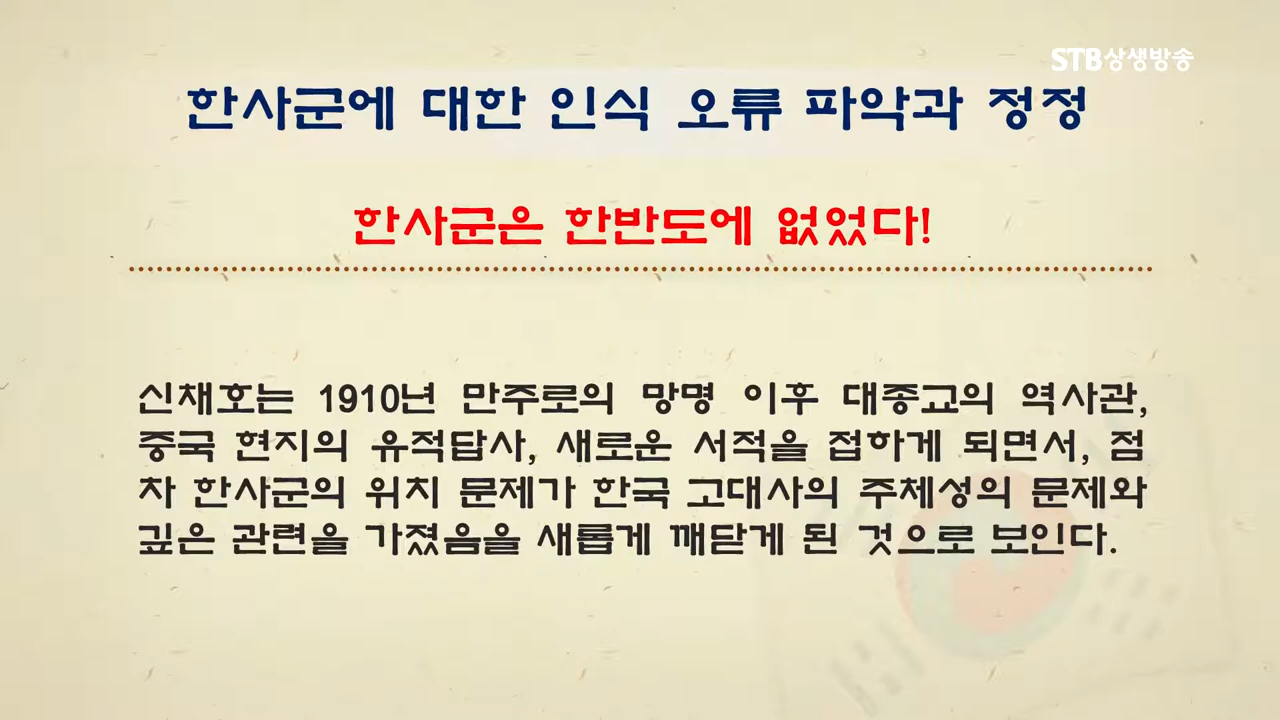 STB상생방송
한사군에 대한 인식 오류 파악과 정정
한사군은 한반도에 없었다!
신채호는 1910년 만주로의 망명 이후 대종교의 역사관,
중국 현지의 유적답사, 새로운 서적을 접하게 되면서, 점
차 한사군의 위치 문제가 한국 고대사의 주체성의 문제와
깊은 관련을 가졌음을 새롭게 깨닫게 된 것으로 보인다.